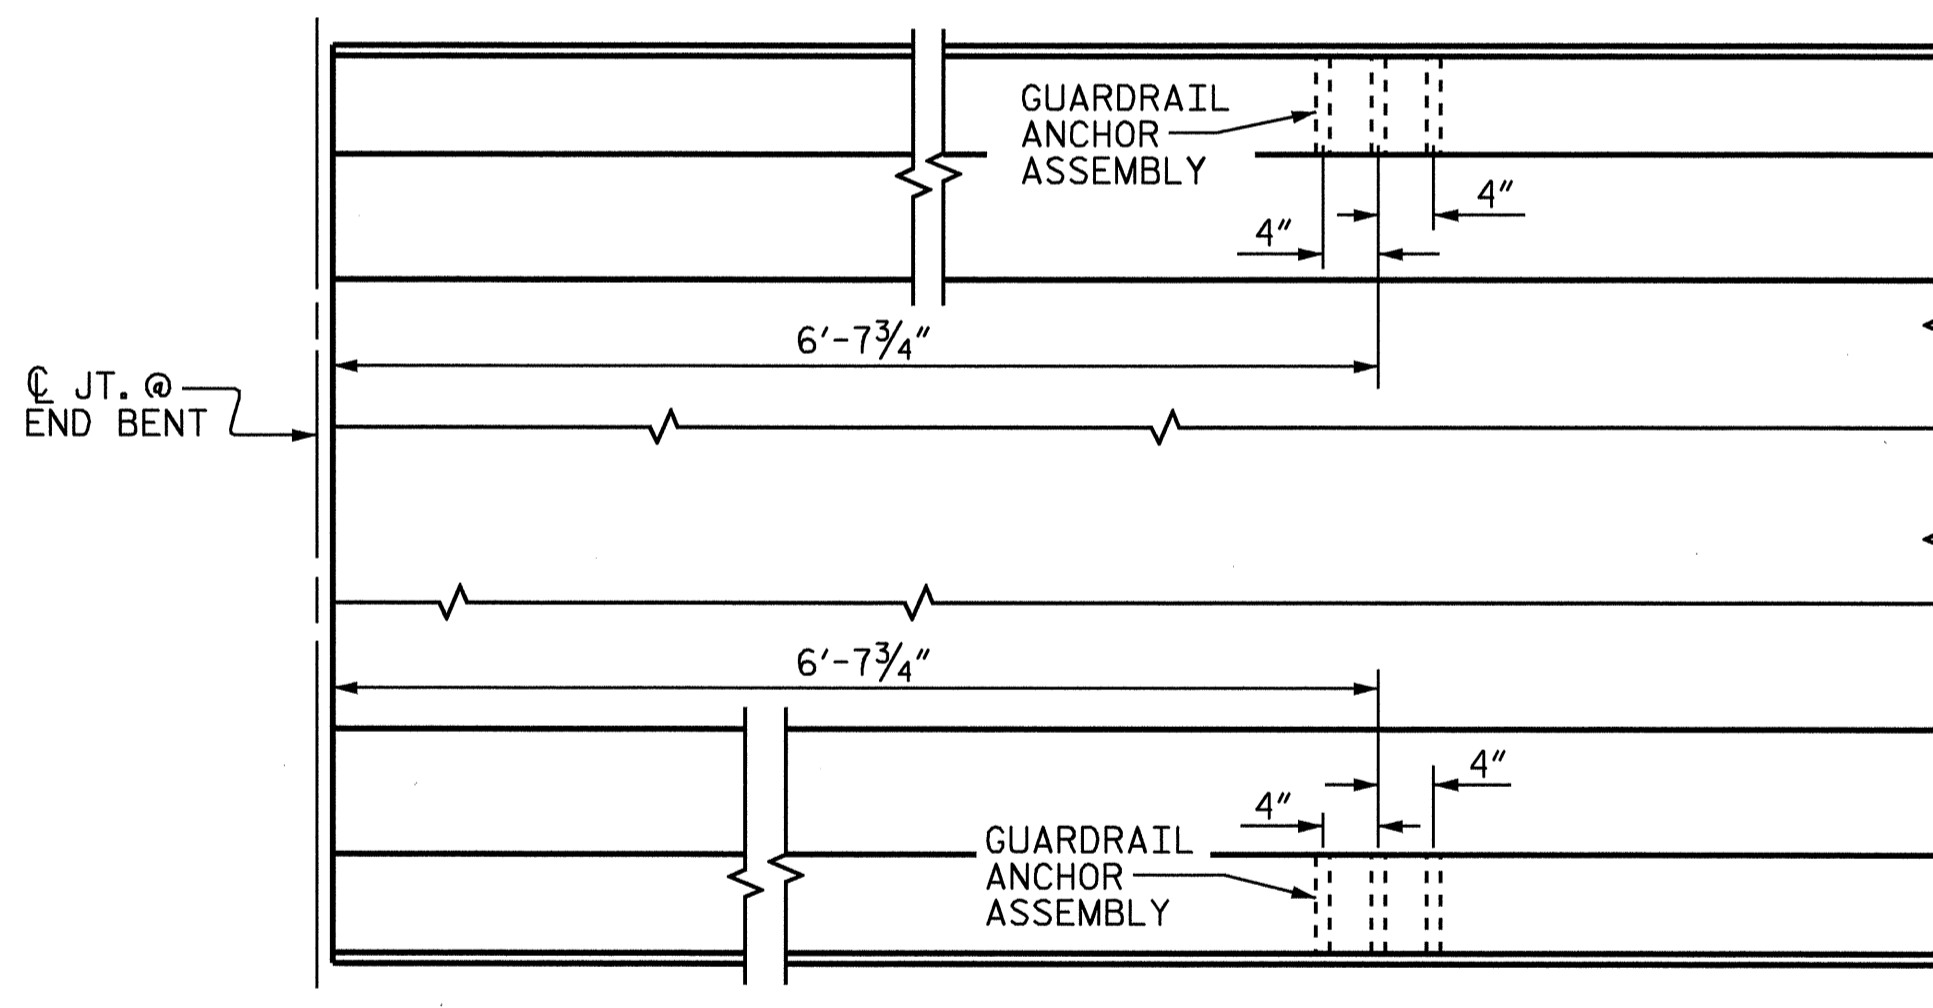 GUARDRAIL
ANCHOR
ASSEMBLY
4″
4″
6′-7¾″
℄ JT. @
END BENT
6′-7¾″
4″
4″
GUARDRAIL
ANCHOR
ASSEMBLY